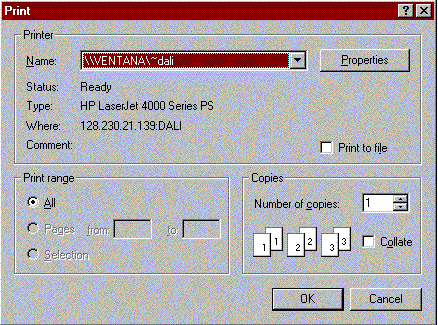 Print
Printer
Name: \\VENTANA\~dali Properties
Status: Ready
Type: HP LaserJet 4000 Series PS
Where: 128.230.21.139:DALI
Comment: Print to file
Print range
All
Pages from: to:
Selection
Copies
Number of copies: 1
1 1 2 2 3 3 Collate
OK Cancel